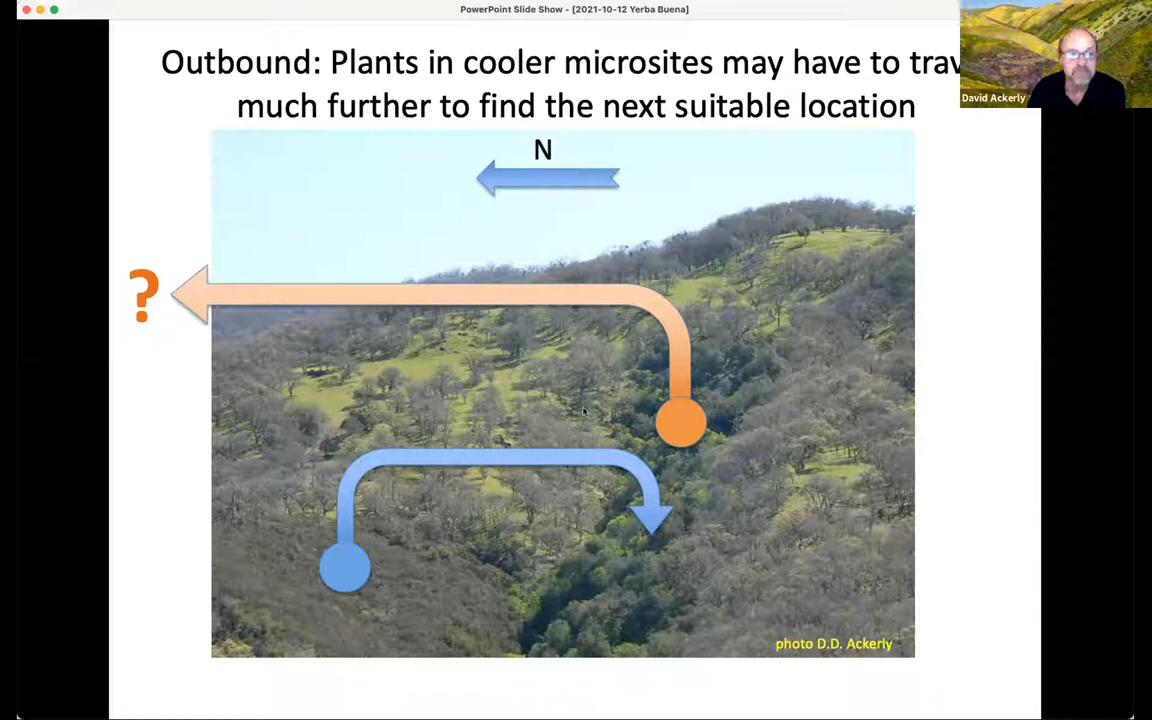 PowerPoint Slide Show - [2021-10-12 Yerba Buena]
Outbound: Plants in cooler microsites may have to
much further to find the next suitable location
David Ackerly
N
?
photo D.D. Ackerly